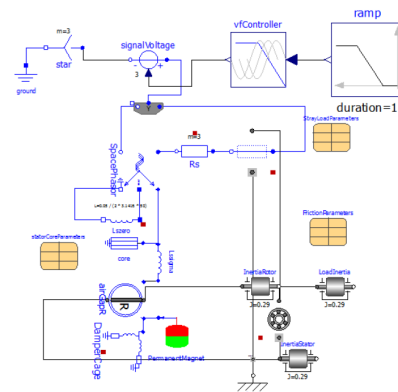 ramp
m=3
vfController
signalVoltage
star
-
+
3
ground
Y
duration=1
StrayLoadParameters
m=3
SpacePhasor
Rs
Lszero
statorCoreParameters
core
Lssigma
FrictionParameters
airGapR
R
InertiaRotor
LoadInertia
J=0.29
J=0.29
DamperCage
PermanentMagnet
InertiaStator
J=0.29